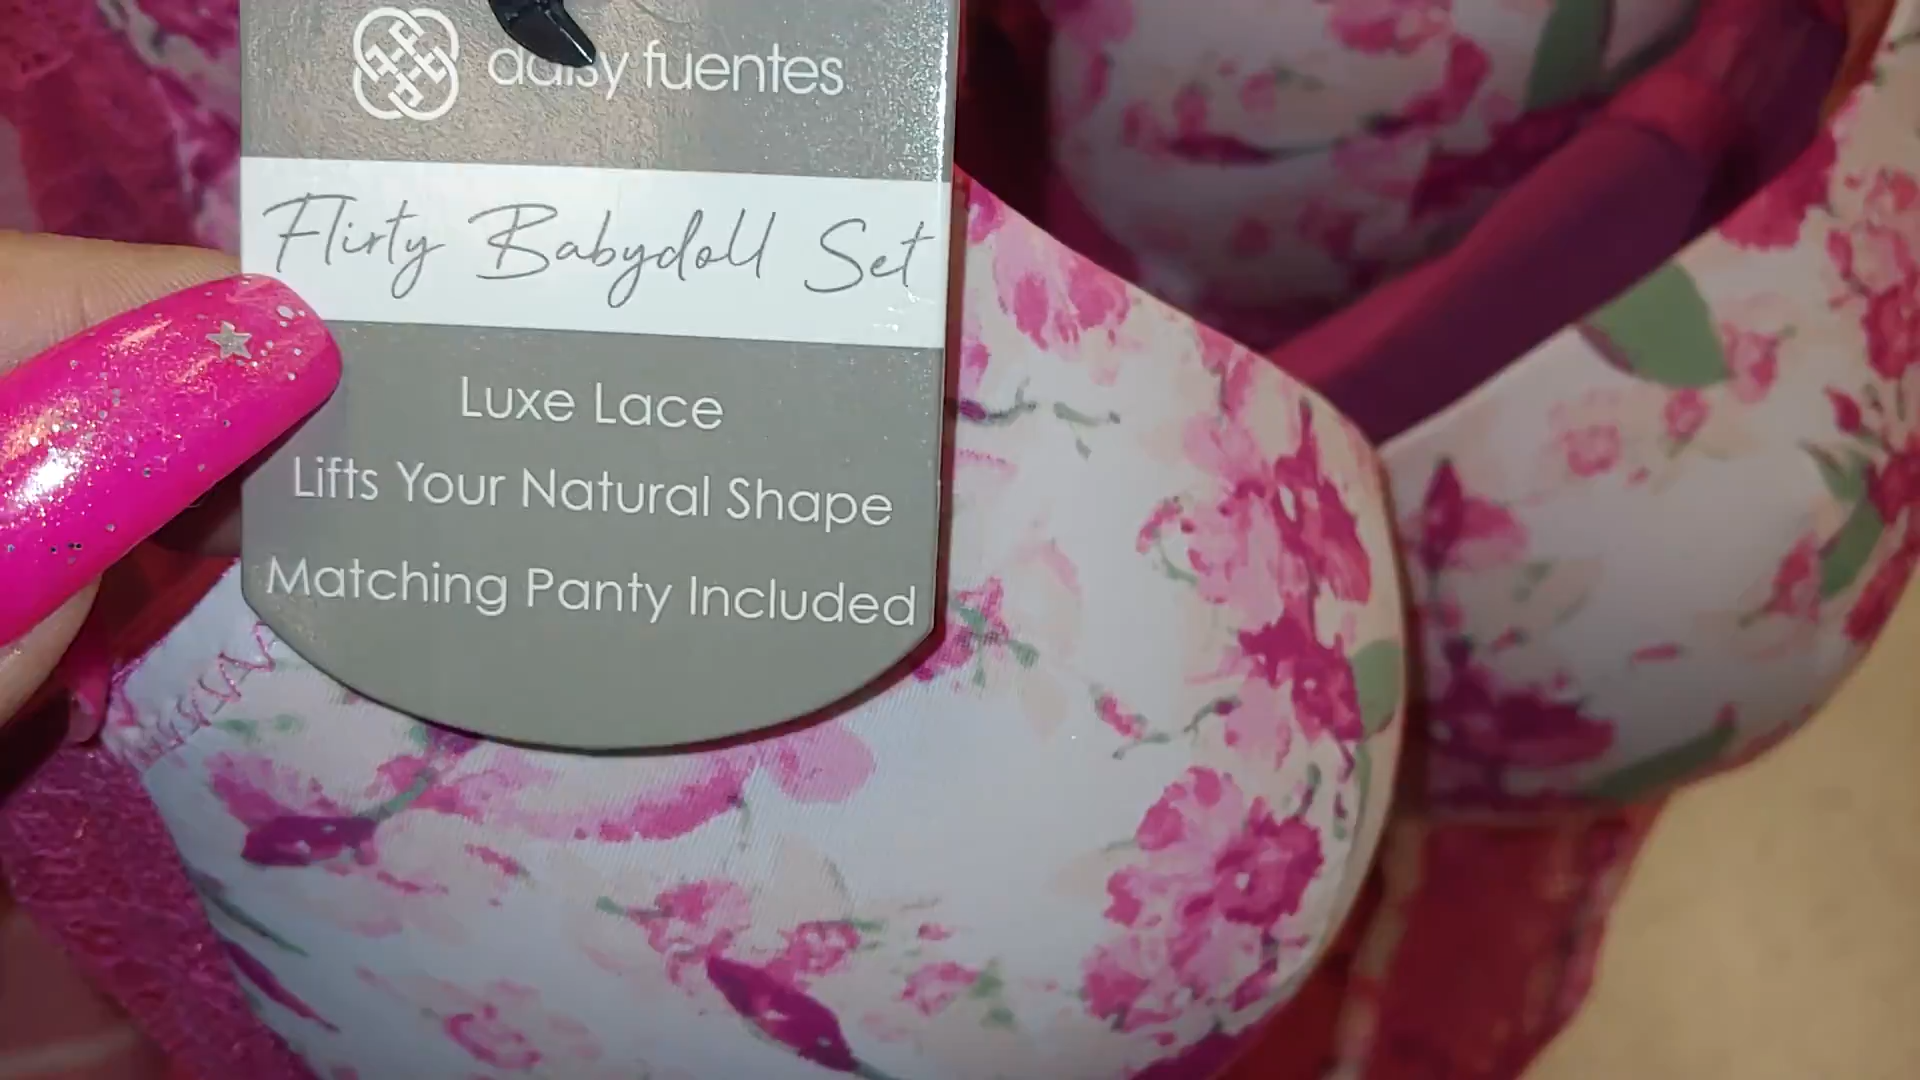 daisy fuentes
Flirty Babydoll Set
Luxe Lace
Lifts Your Natural Shape
Matching Panty Included